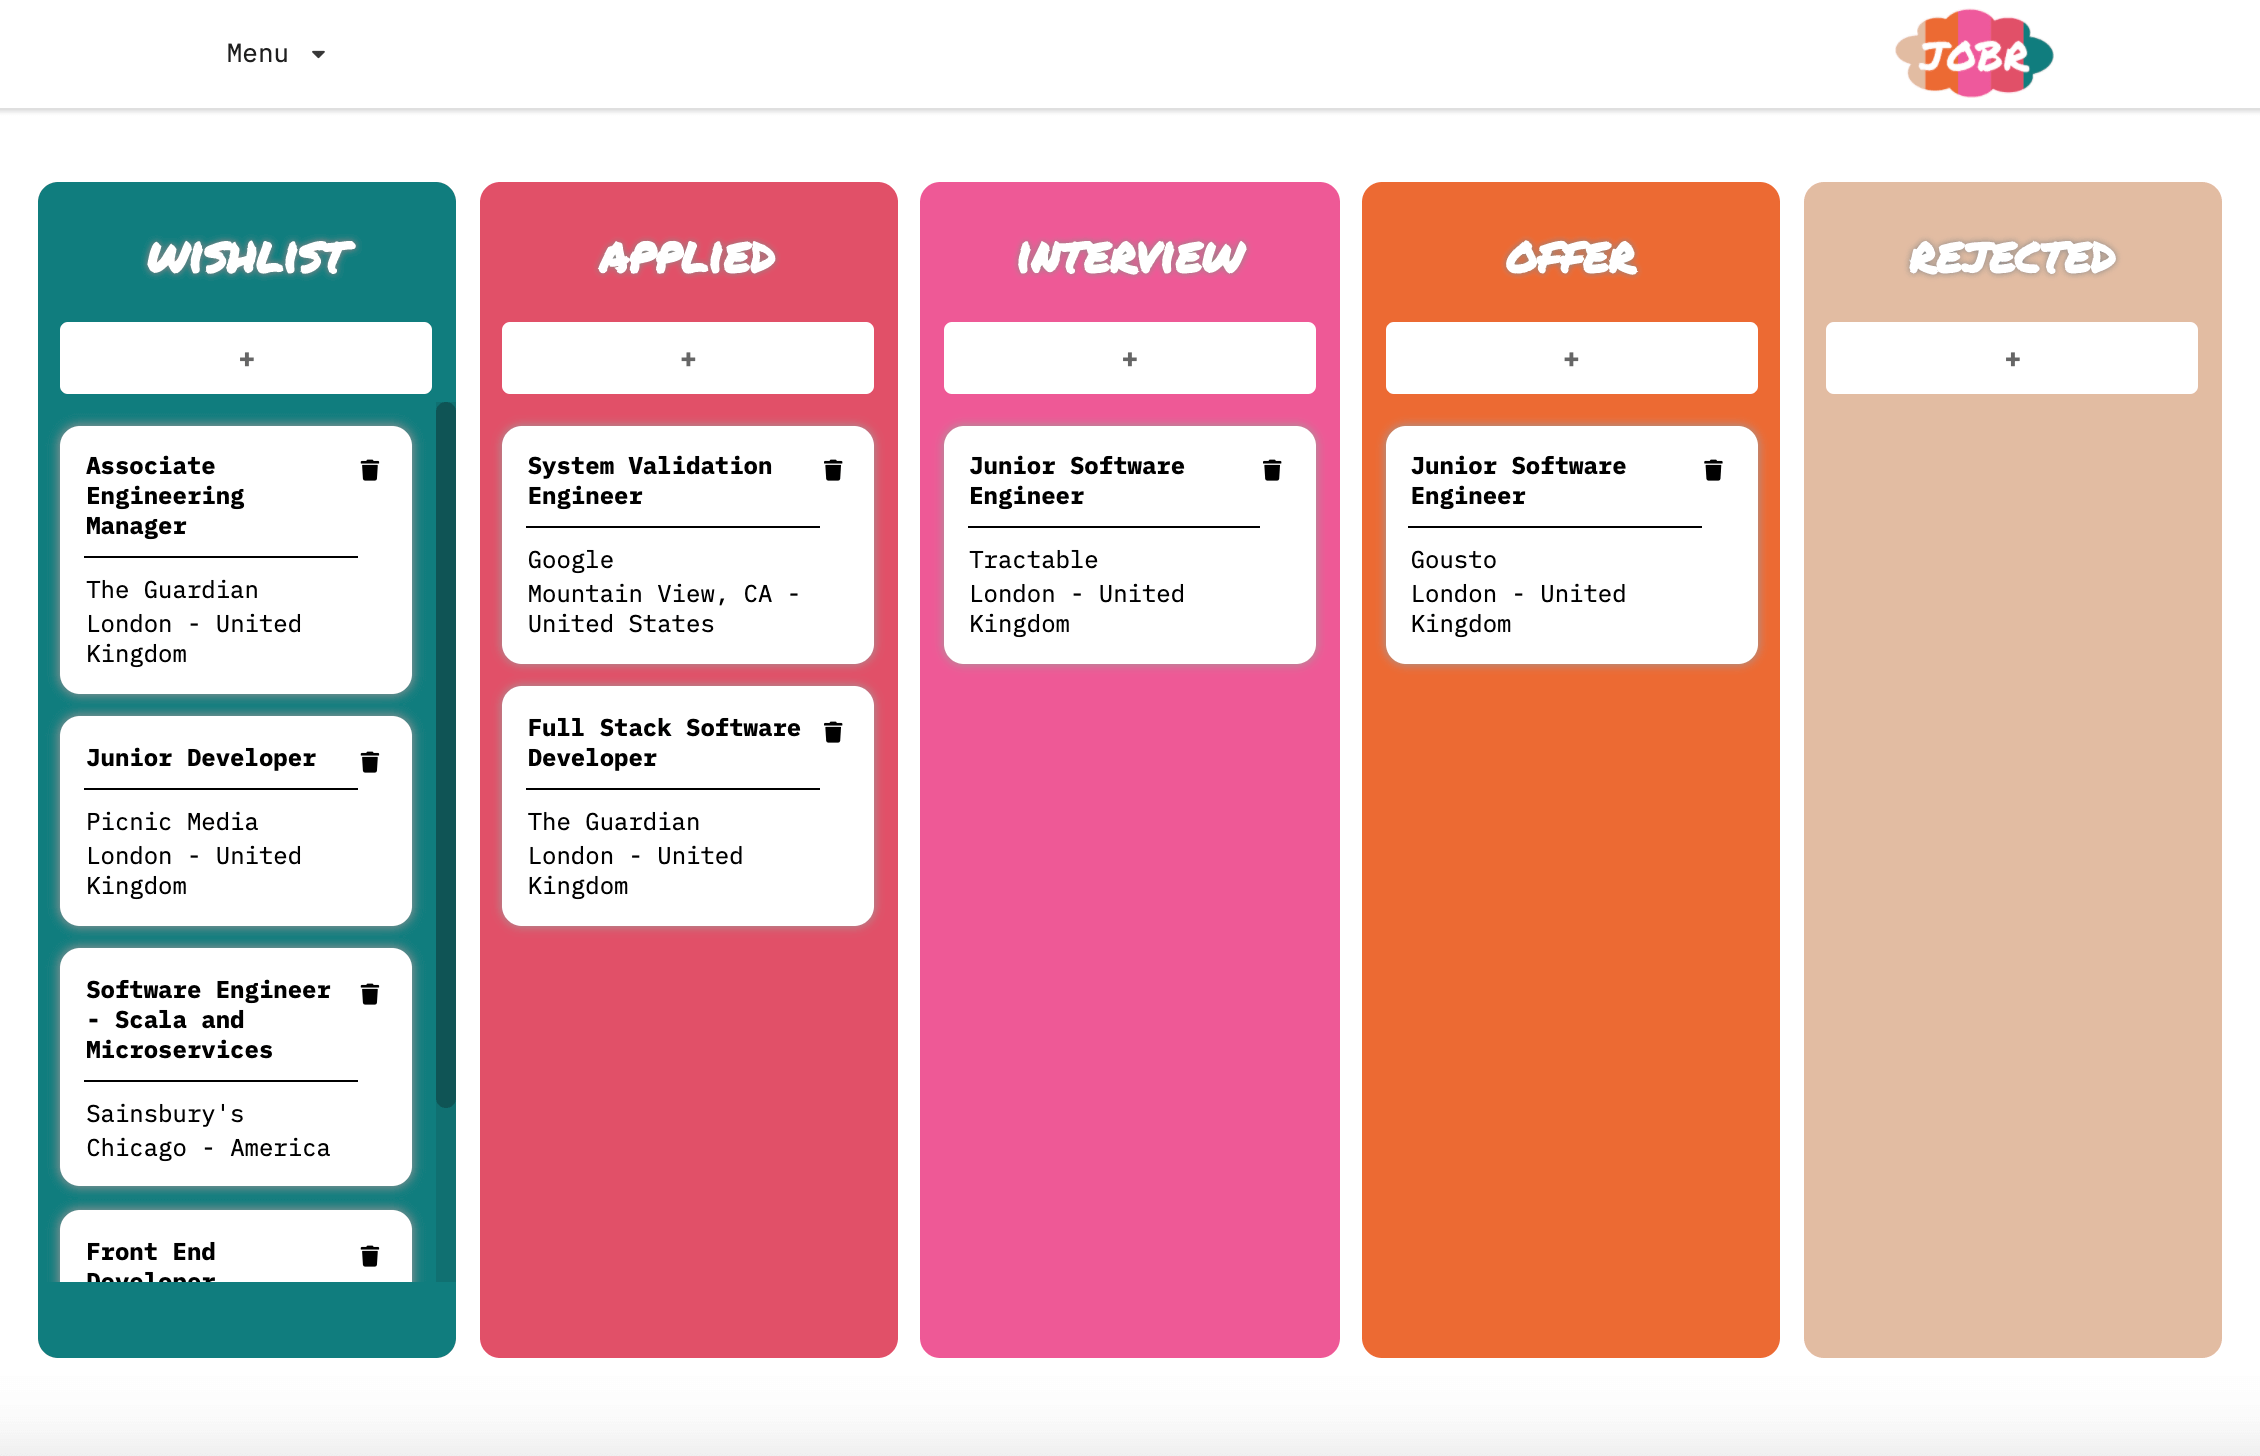 Menu
JOBR
WISHLIST
+
Associate
Engineering
Manager
The Guardian
London - United
Kingdom
Junior Developer
Picnic Media
London - United
Kingdom
Software Engineer
- Scala and
Microservices
Sainsbury's
Chicago - America
Front End
Developer
APPLIED
+
System Validation
Engineer
Google
Mountain View, CA -
United States
Full Stack Software
Developer
The Guardian
London - United
Kingdom
INTERVIEW
+
Junior Software
Engineer
Tractable
London - United
Kingdom
OFFER
+
Junior Software
Engineer
Gousto
London - United
Kingdom
REJECTED
+